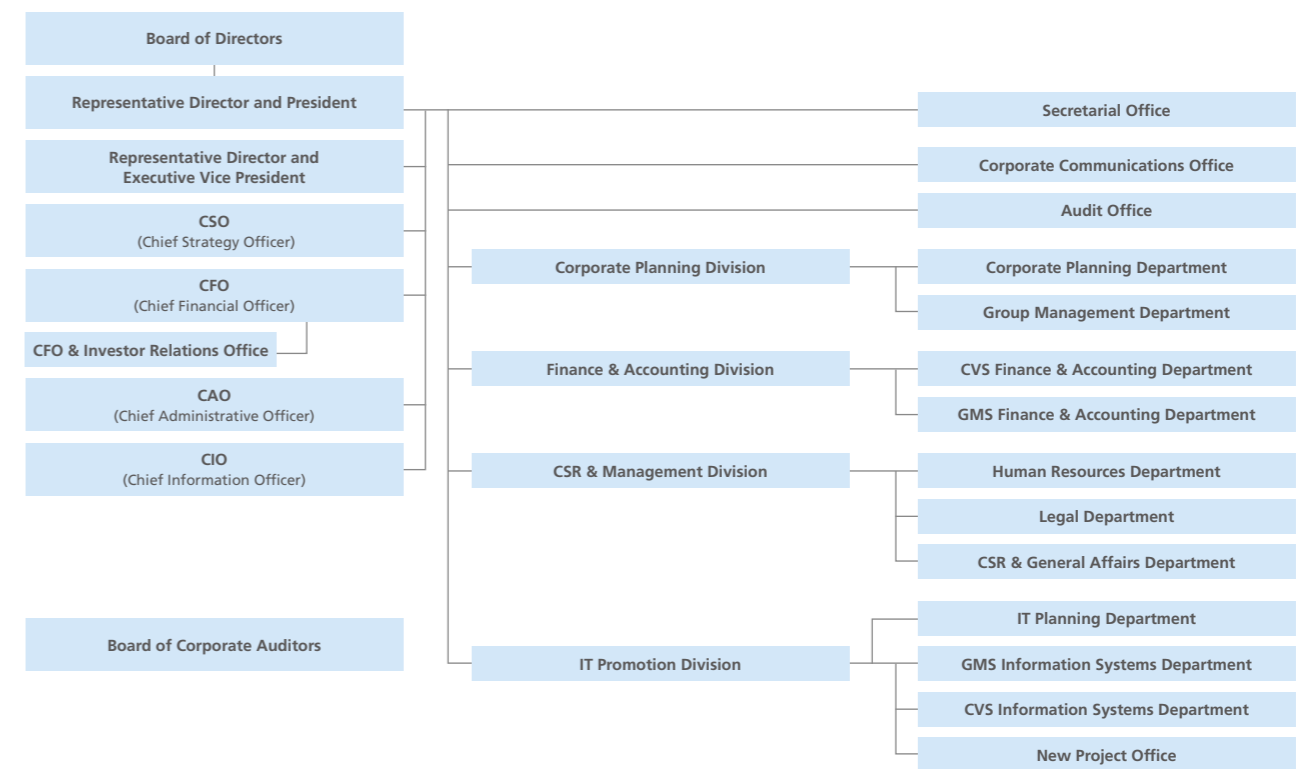 Board of Directors
Representative Director and President
Representative Director and
Executive Vice President
CSO
(Chief Strategy Officer)
CFO
(Chief Financial Officer)
CFO & Investor Relations Office
CAO
(Chief Administrative Officer)
CIO
(Chief Information Officer)
Board of Corporate Auditors
Secretarial Office
Corporate Communications Office
Audit Office
Corporate Planning Division
Corporate Planning Department
Group Management Department
Finance & Accounting Division
CVS Finance & Accounting Department
GMS Finance & Accounting Department
CSR & Management Division
Human Resources Department
Legal Department
CSR & General Affairs Department
IT Promotion Division
IT Planning Department
GMS Information Systems Department
CVS Information Systems Department
New Project Office